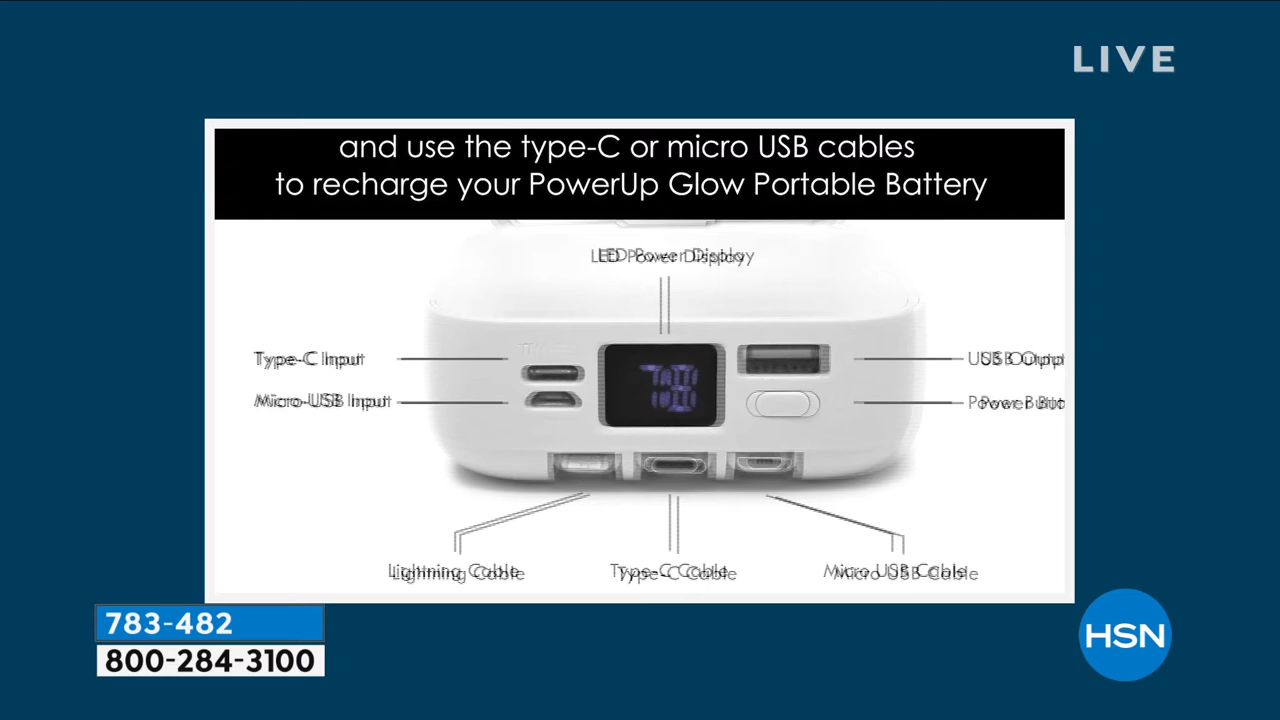 LIVE
and use the type-C or micro USB cables
to recharge your PowerUp Glow Portable Battery
LED Power Display
Type-C Input
USB
Micro-USB Input
Power
Lightning Cable
Type-C Cable
Micro USB Cable
783-482
800-284-3100
HSN